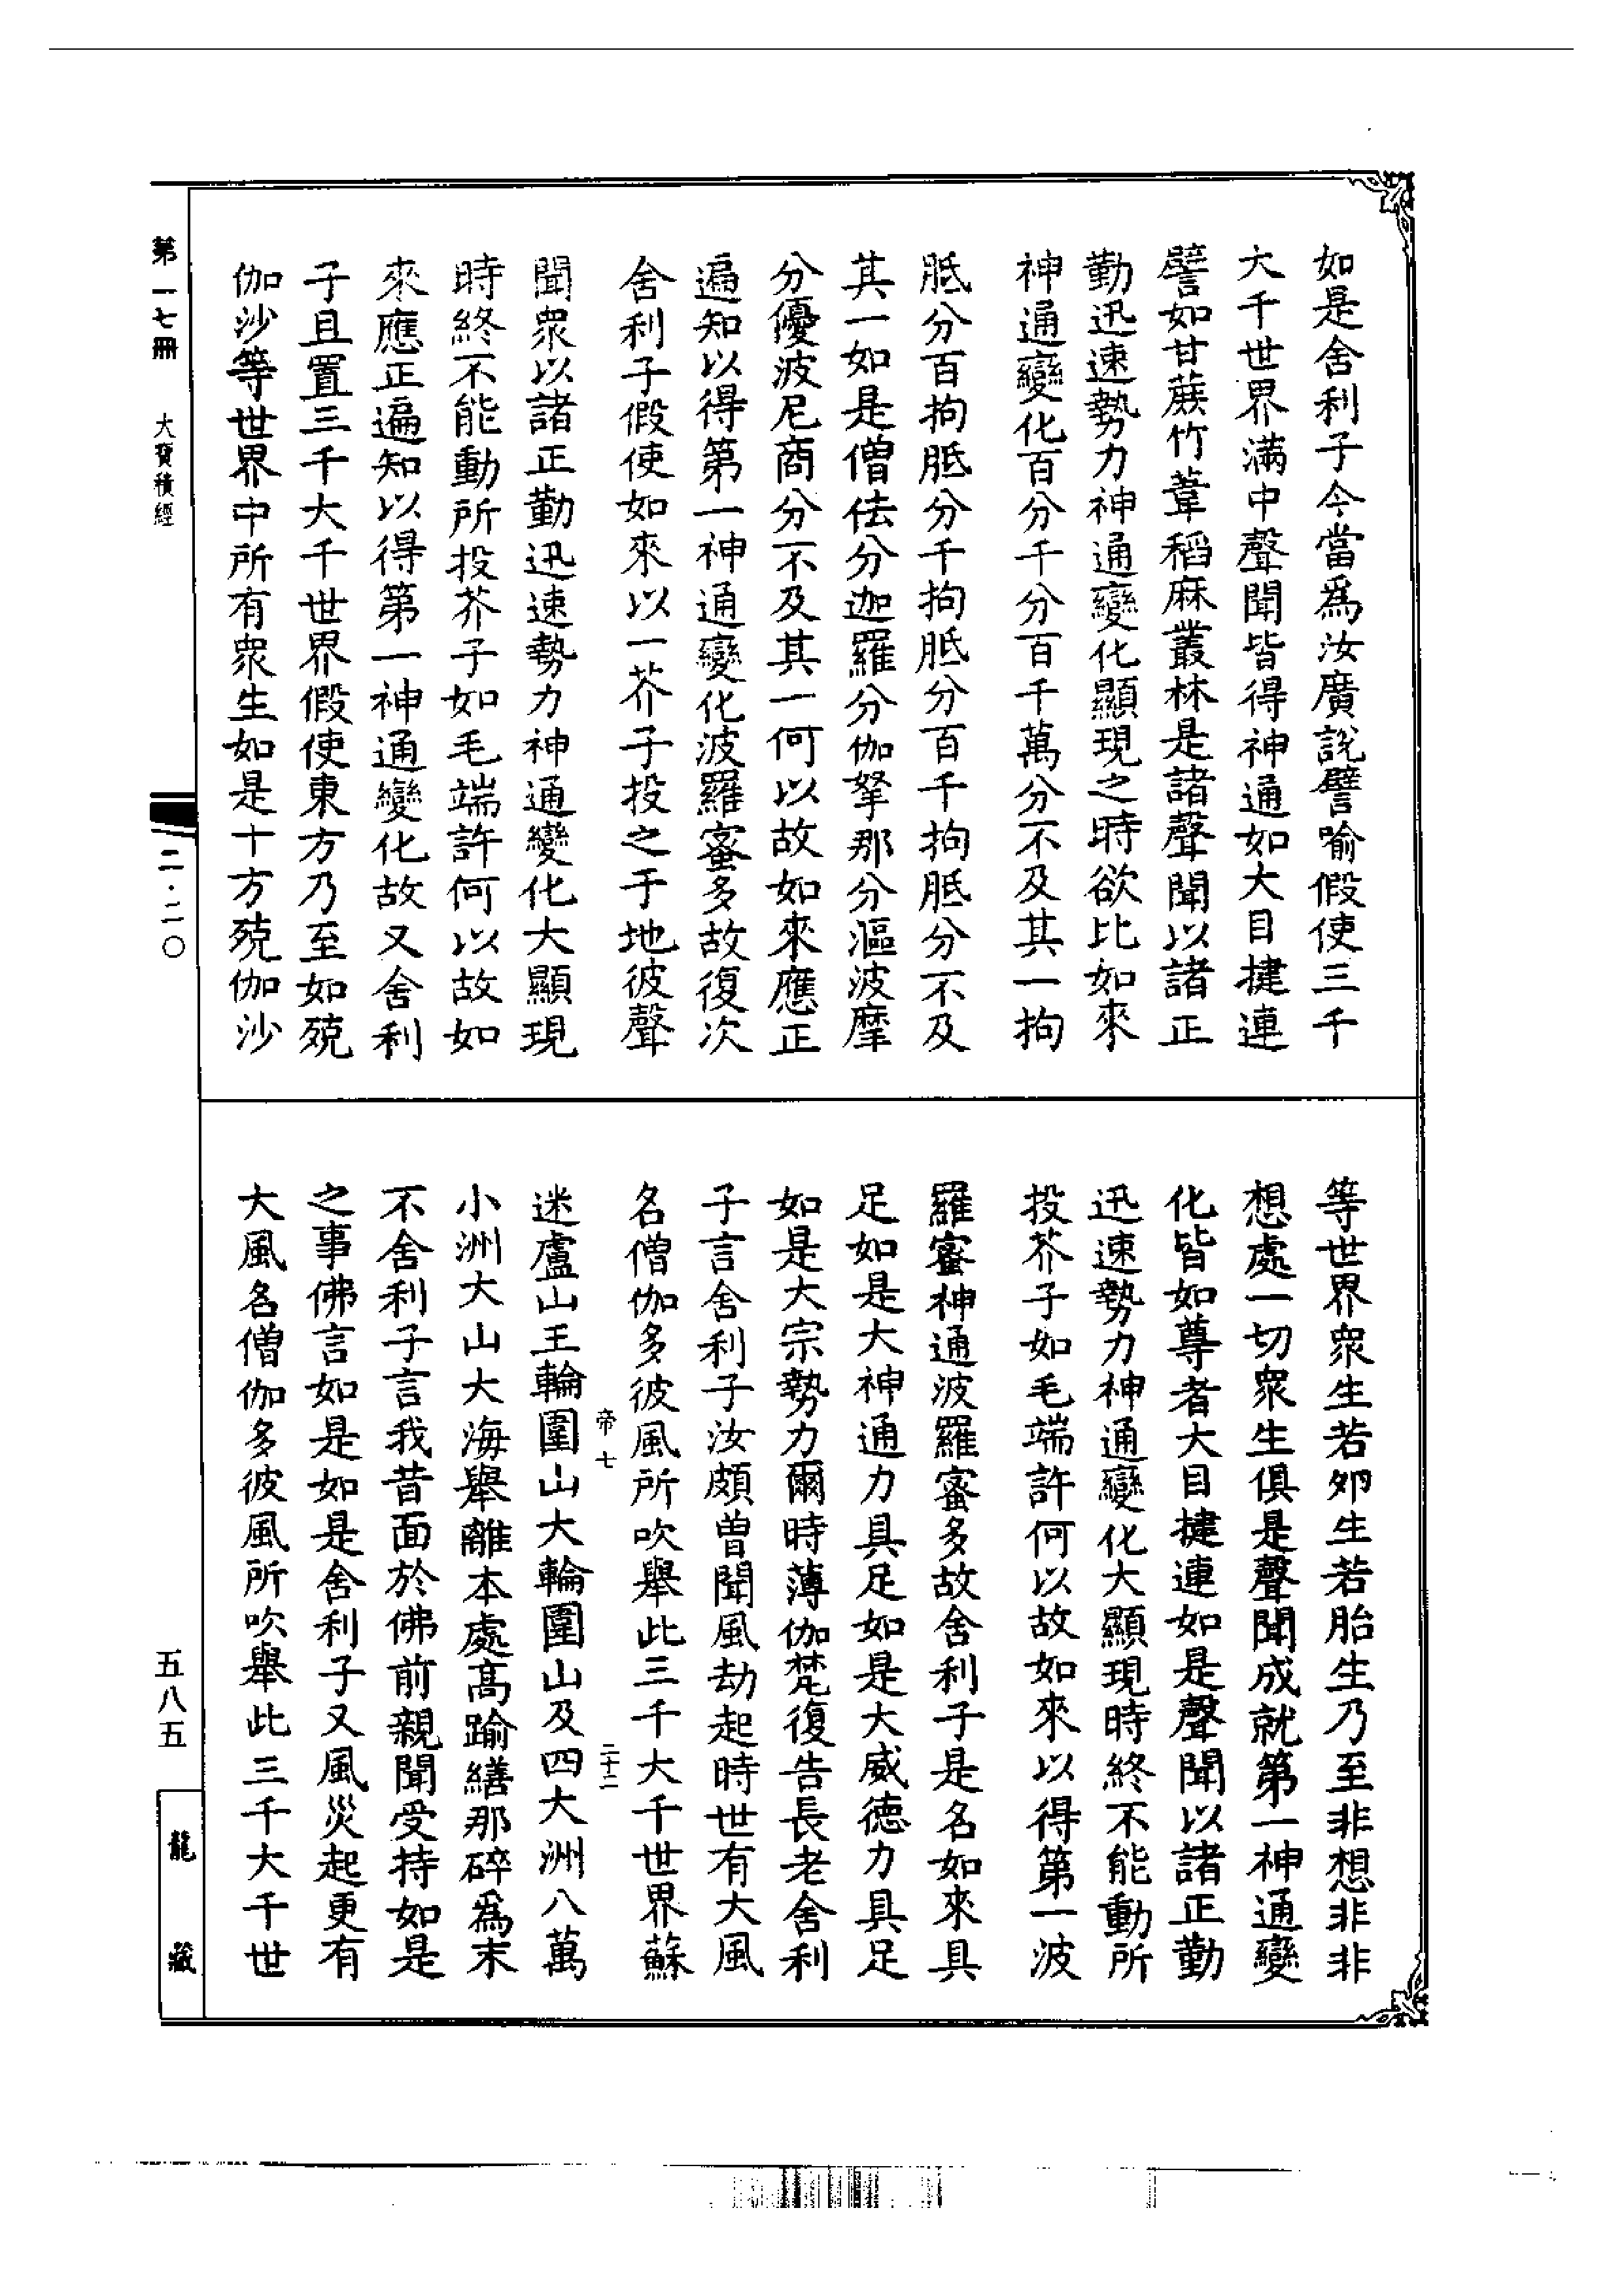 如是舍利子今當爲汝廣說譬喻假使三千
大千世界滿中聲聞皆得神通如大目揵連
譬如甘蔗竹葦稻麻叢林是諸聲聞以諸正
勤迅速勢力神通變化顯現之時欲比如來
神通變化百分千分百千萬分不及其一拘
胝分百拘胝分千拘胝分百千拘胝分不及
其一如是僧佉分迦羅分伽拏那分漚波摩
分優波尼商分不及其一何以故如來應正
遍知以得第一神通變化波羅蜜多故復次
舍利子假使如來以一芥子投之于地彼聲
聞眾以諸正勤迅速勢力神通變化大顯現
時終不能動所投芥子如毛端許何以故如
來應正遍知以得第一神通變化故又舍利
子且置三千大千世界假使東方乃至如殑
伽沙等世界中所有眾生如是十方殑伽沙
等世界眾生若卵生若胎生乃至非想非非
想處一切眾生俱是聲聞成就第一神通變
化皆如尊者大目揵連如是聲聞以諸正勤
迅速勢力神通變化大顯現時終不能動所
投芥子如毛端許何以故如來以得第一波
羅蜜神通波羅蜜多故舍利子是名如來具
足如是大神通力具足如是大威德力具足
如是大宗勢力爾時薄伽梵復告長老舍利
子言舍利子汝頗曾聞風劫起時世有大風
名僧伽多彼風所吹舉此三千大千世界蘇
帝七 二十二
迷盧山王輪圍山大輪圍山及四大洲八萬
小洲大山大海舉離本處高踰繕那碎爲末
不舍利子言我昔面於佛前親聞受持如是
之事佛言如是如是舍利子又風災起更有
大風名僧伽多彼風所吹舉此三千大千世
第一七冊 大寶積經
二·二〇
五八五
龍藏